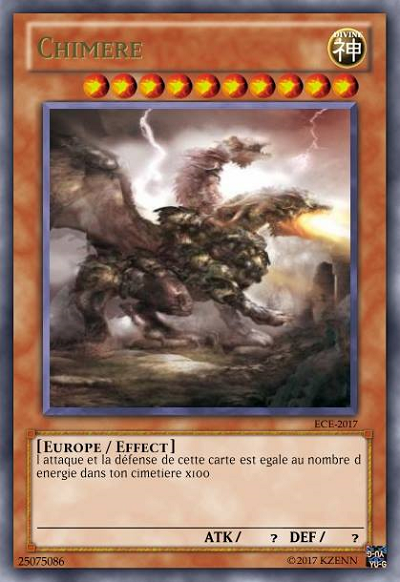 CHIMERE
DIVINE
神
ECE-2017
[EUROPE / EFFECT]
l attaque et la défense de cette carte est egale au nombre d
energie dans ton cimetiere x100
ATK / ? DEF / ?
25075086
©2017 KZENN